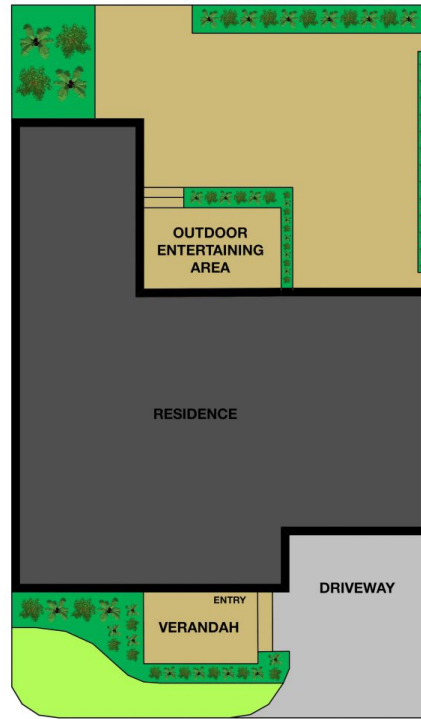 OUTDOOR
ENTERTAINING
AREA
RESIDENCE
DRIVEWAY
ENTRY
VERANDAH